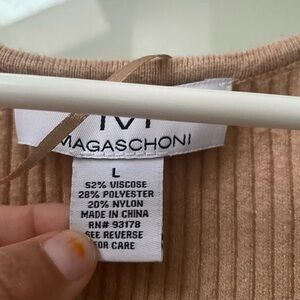 M
MAGASCHONI
L
52% VISCOSE
28% POLYESTER
20% NYLON
MADE IN CHINA
RN# 93178
SEE REVERSE
FOR CARE